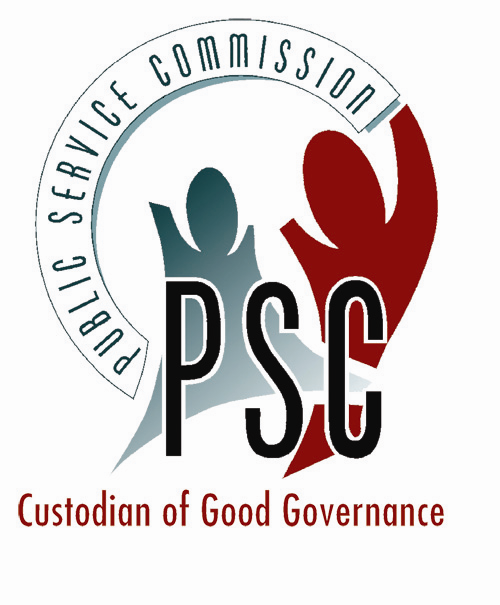 PUBLIC SERVICE COMMISSION
PSC
Custodian of Good Governance